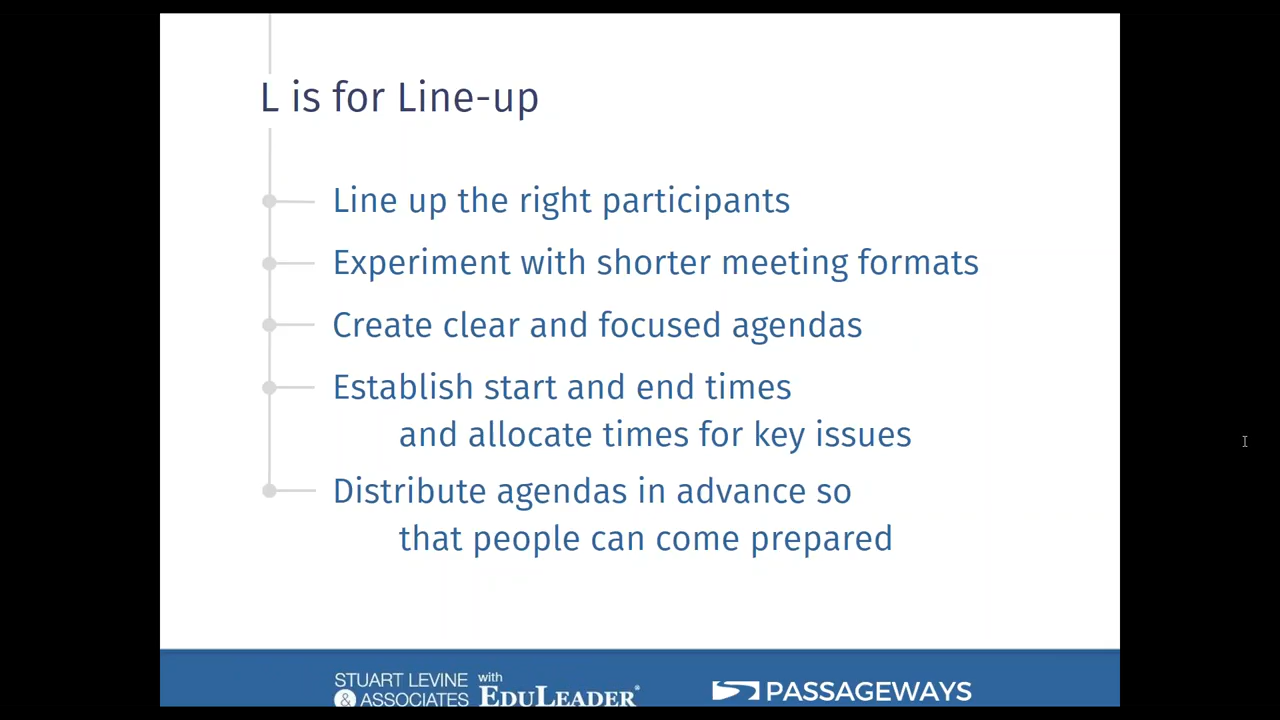 L is for Line-up
Line up the right participants
Experiment with shorter meeting formats
Create clear and focused agendas
Establish start and end times
and allocate times for key issues
Distribute agendas in advance so
that people can come prepared
STUART LEVINE with
& ASSOCIATES EDULEADER®
PASSAGEWAYS